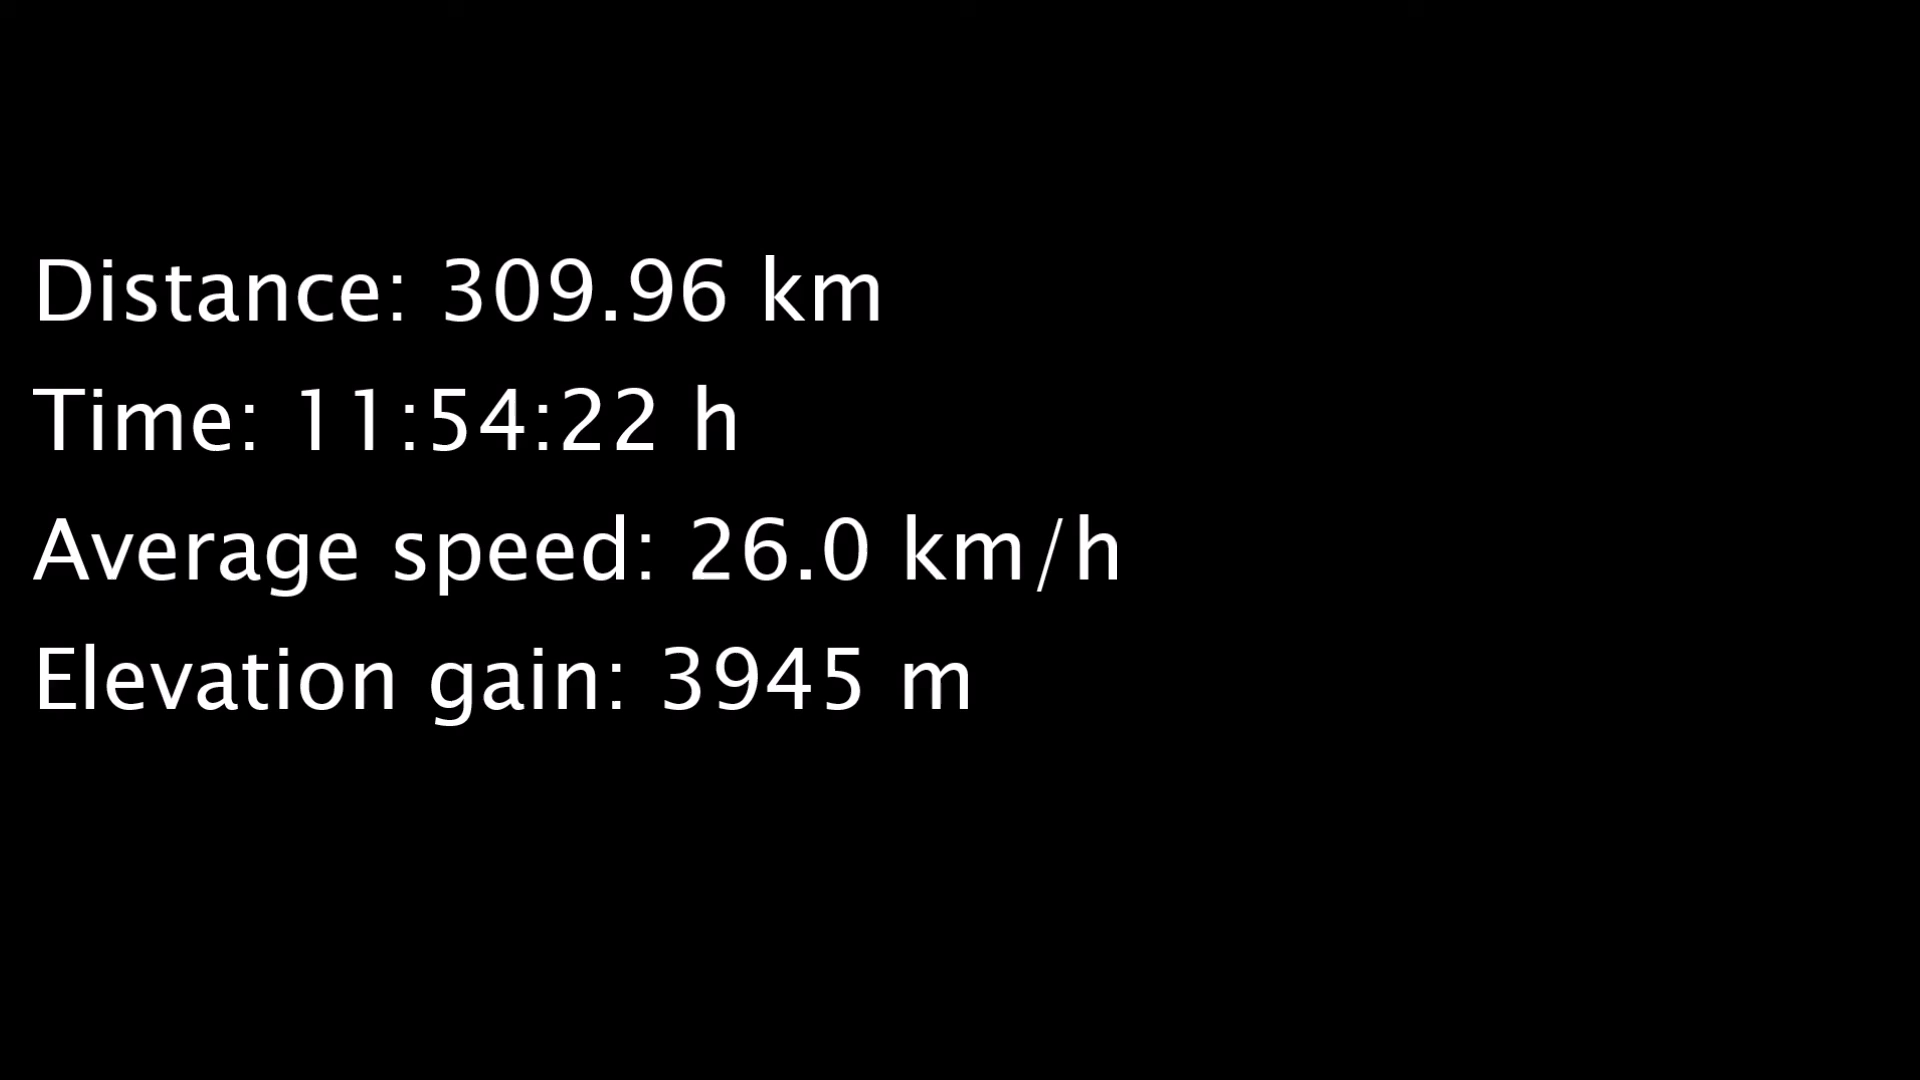 Distance: 309.96 km
Time: 11:54:22 h
Average speed: 26.0 km/h
Elevation gain: 3945 m